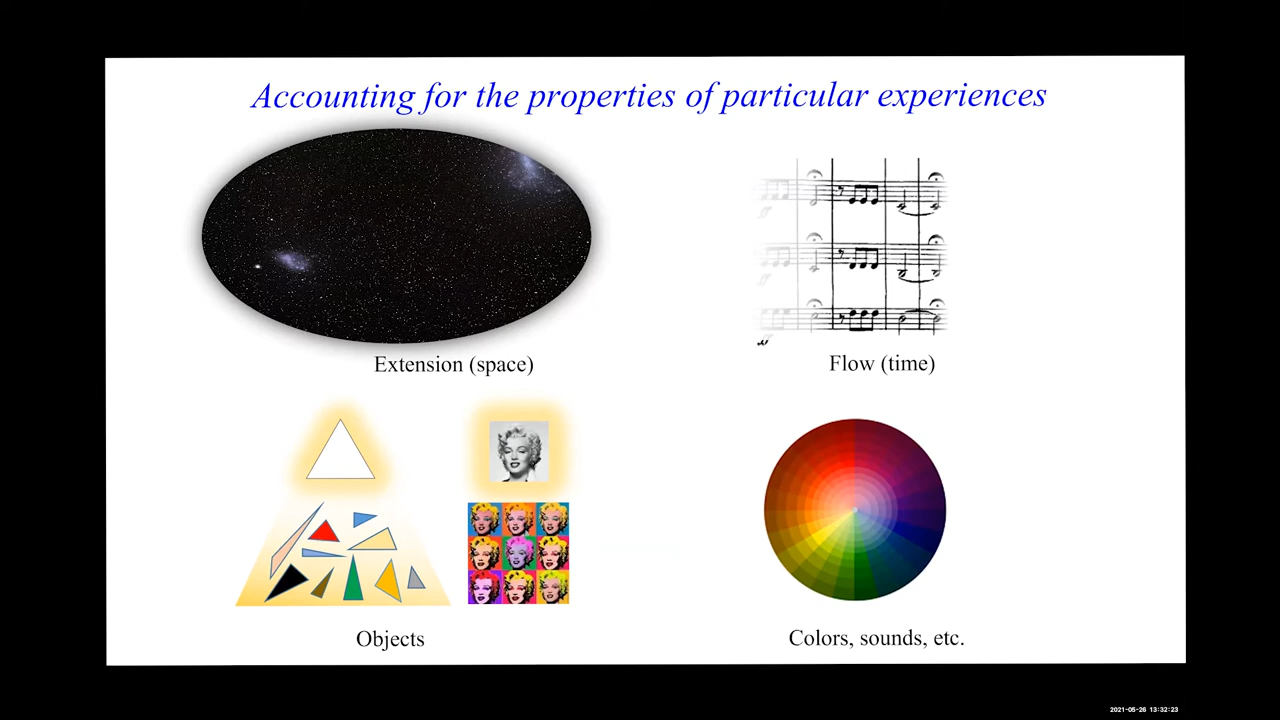 Accounting for the properties of particular experiences
Extension (space)
Flow (time)
Objects
Colors, sounds, etc.
2021-05-26 13:32:23